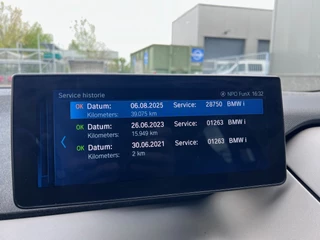 Service historie NPO FunX 16:32
OK Datum: 06.08.2025 Service: 28750 BMW i
Kilometers: 39.075 km
OK Datum: 26.06.2023 Service: 01263 BMW i
Kilometers: 15.949 km
OK Datum: 30.06.2021 Service: 01263 BMW i
Kilometers: 2 km